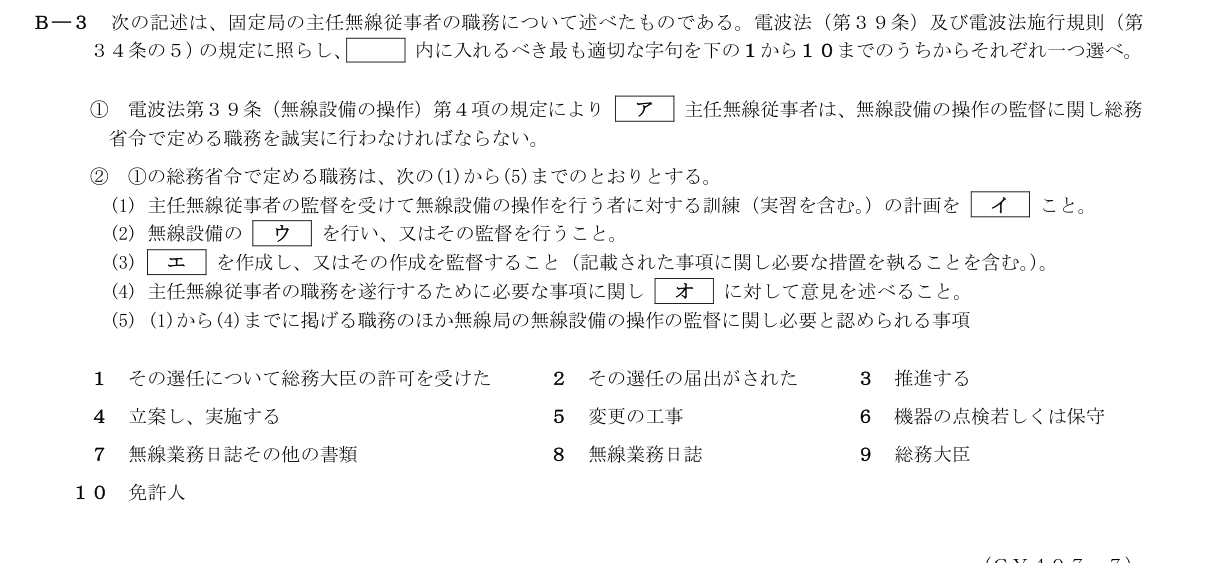 B－3　次の記述は、固定局の主任無線従事者の職務について述べたものである。電波法（第３９条）及び電波法施行規則（第
３４条の５)の規定に照らし、　　　内に入れるべき最も適切な字句を下の1から10までのうちからそれぞれ一つ選べ。
①　電波法第３９条（無線設備の操作）第４項の規定により ア 主任無線従事者は、無線設備の操作の監督に関し総務
省令で定める職務を誠実に行わなければならない。
②　①の総務省令で定める職務は、次の(1)から(5)までのとおりとする。
(1) 主任無線従事者の監督を受けて無線設備の操作を行う者に対する訓練（実習を含む。）の計画を イ こと。
(2) 無線設備の ウ を行い、又はその監督を行うこと。
(3) エ を作成し、又はその作成を監督すること（記載された事項に関し必要な措置を執ることを含む。）。
(4) 主任無線従事者の職務を遂行するために必要な事項に関し オ に対して意見を述べること。
(5) (1)から(4)までに掲げる職務のほか無線局の無線設備の操作の監督に関し必要と認められる事項
1　その選任について総務大臣の許可を受けた　2　その選任の届出がされた　3　推進する
4　立案し、実施する　5　変更の工事　6　機器の点検若しくは保守
7　無線業務日誌その他の書類　8　無線業務日誌　9　総務大臣
10　免許人